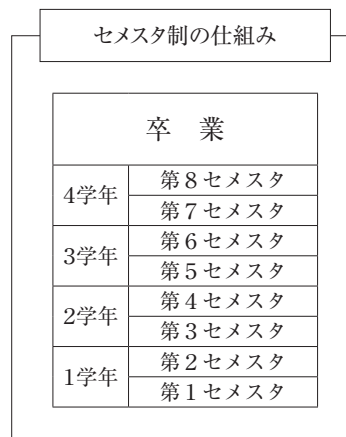 セメスタ制の仕組み
卒 業
4学年
第8セメスタ
第7セメスタ
3学年
第6セメスタ
第5セメスタ
2学年
第4セメスタ
第3セメスタ
1学年
第2セメスタ
第1セメスタ